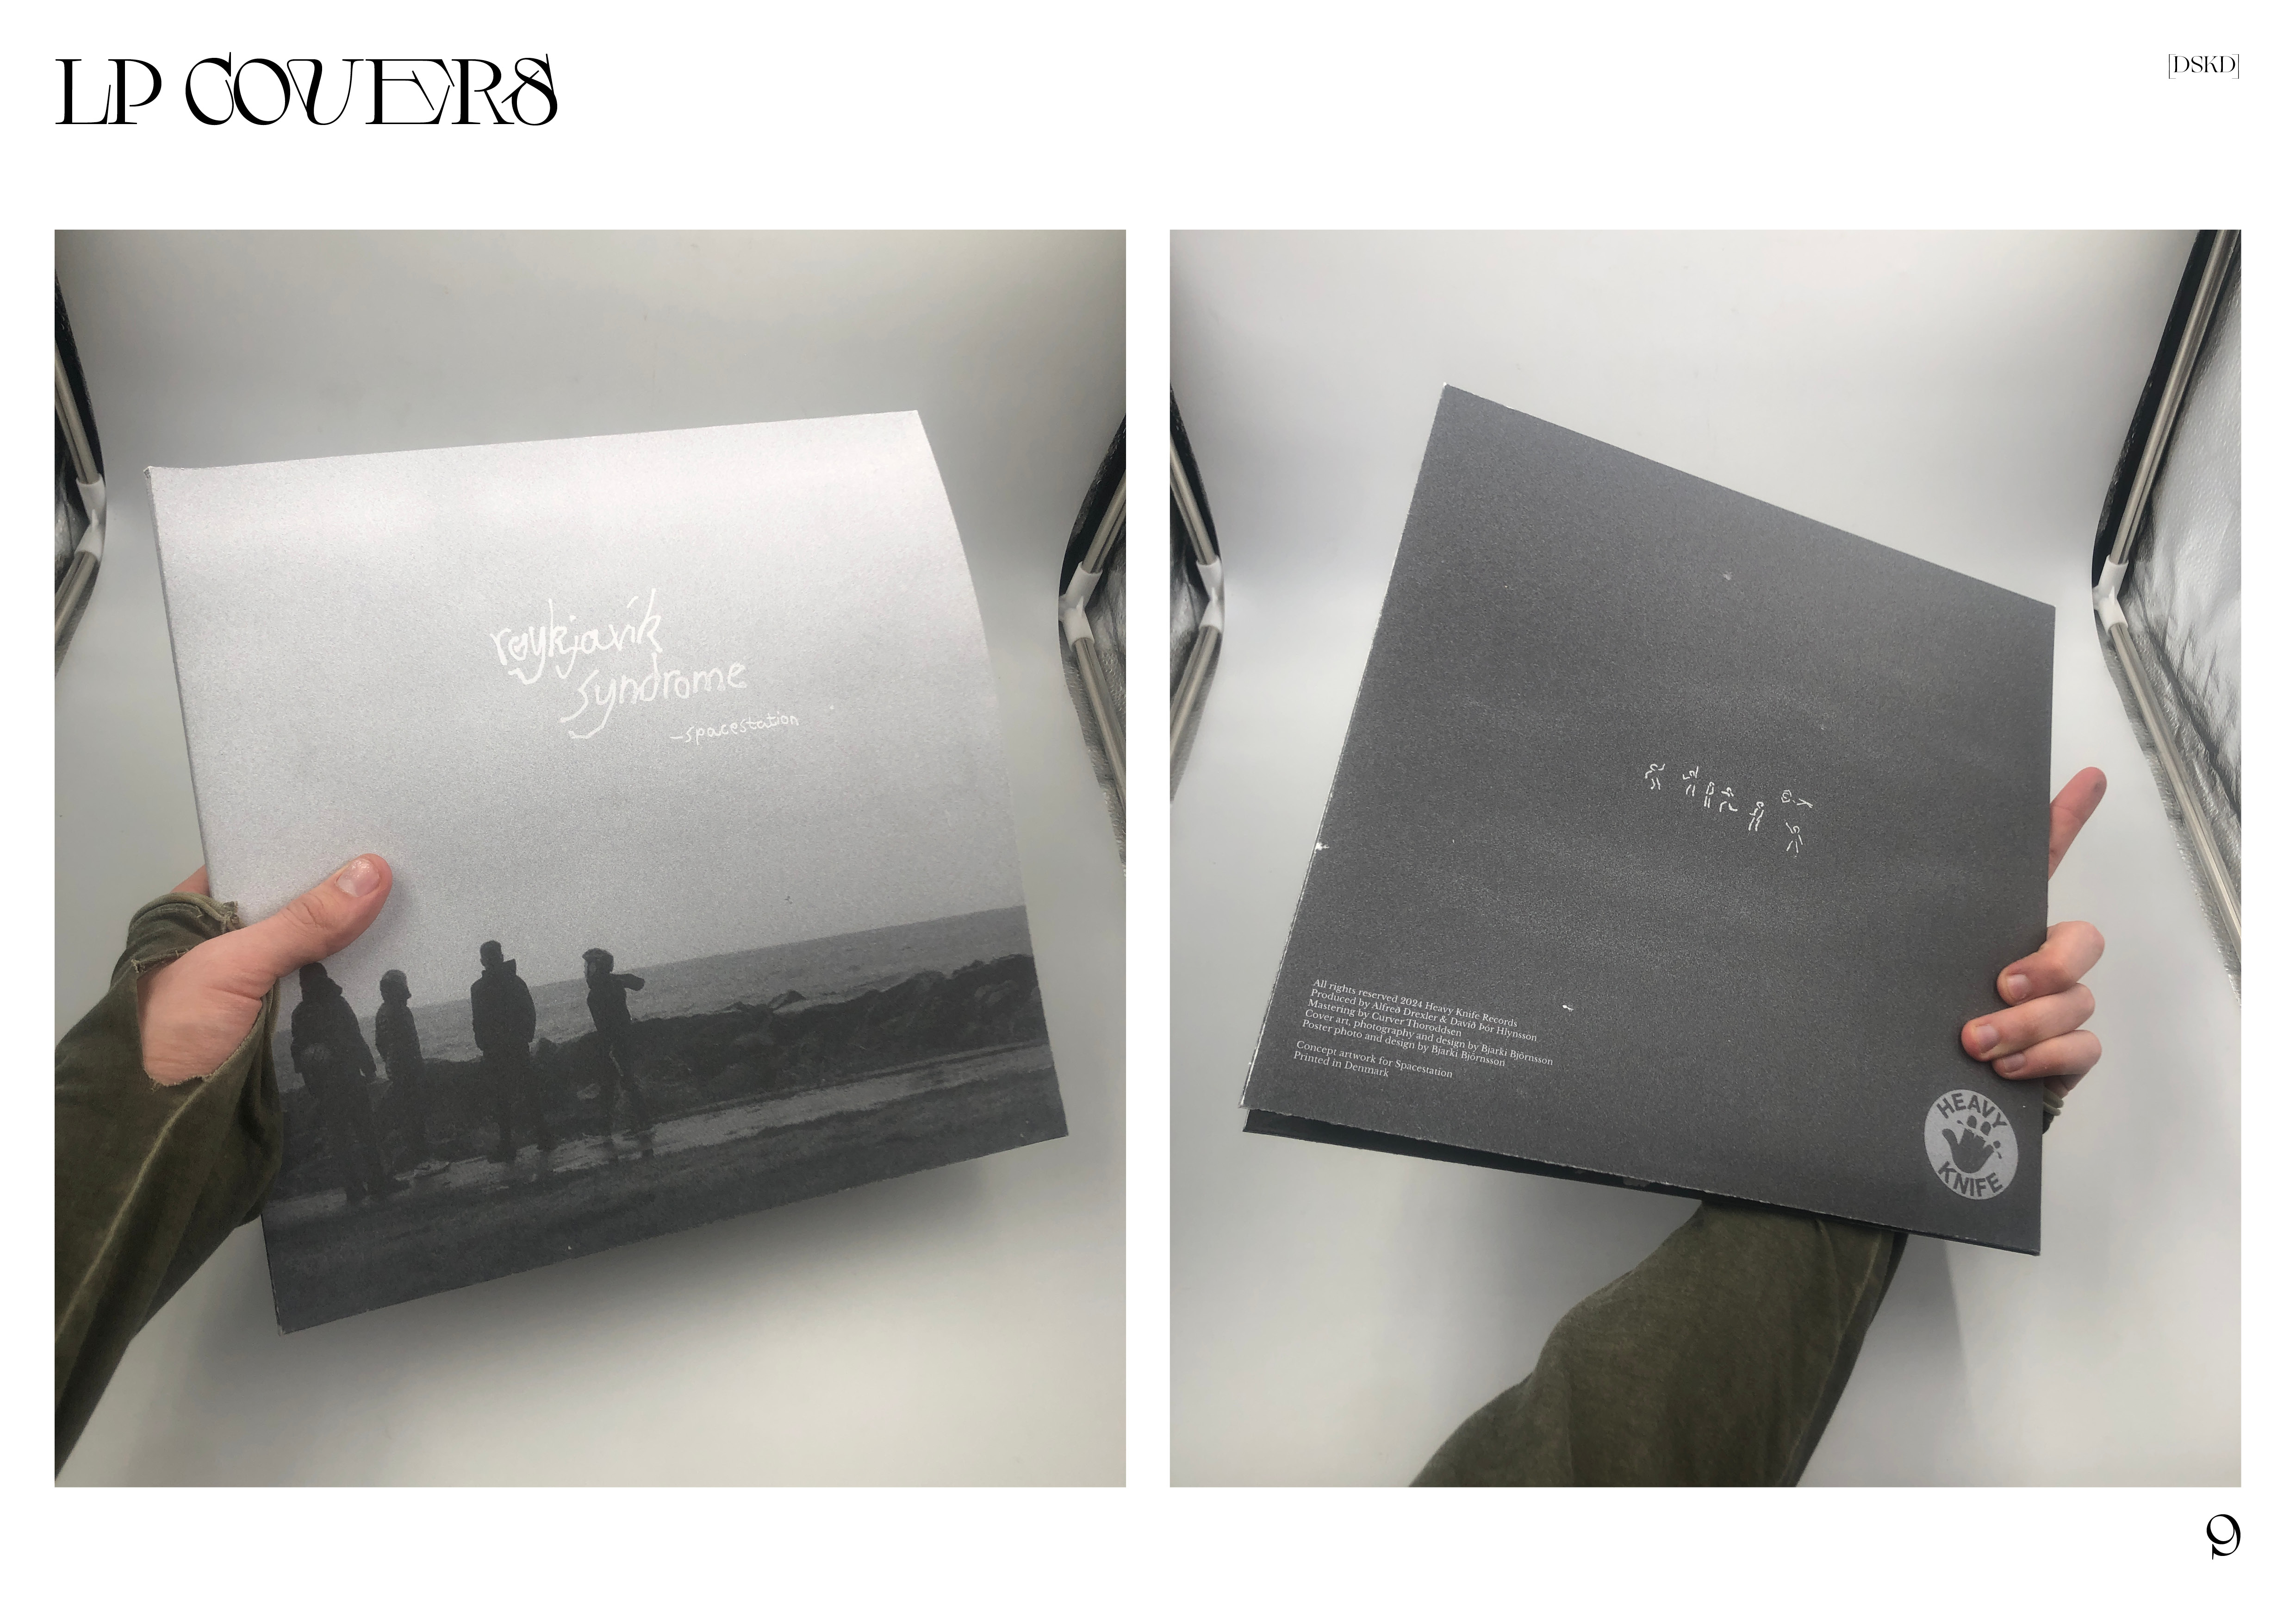 LP COVERS
[DSKD]
reykjavík
syndrome
-spacestation
All rights reserved 2024 Heavy Knife Records
Produced by Alfreð Drexler & Davíð Þór Hlynsson
Mastering by Curver Thoroddsen
Cover art, photography and design by Bjarki Björnsson
Poster photo and design by Bjarki Björnsson
Concept artwork for Spacestation
Printed in Denmark
HEAVY
KNIFE
9